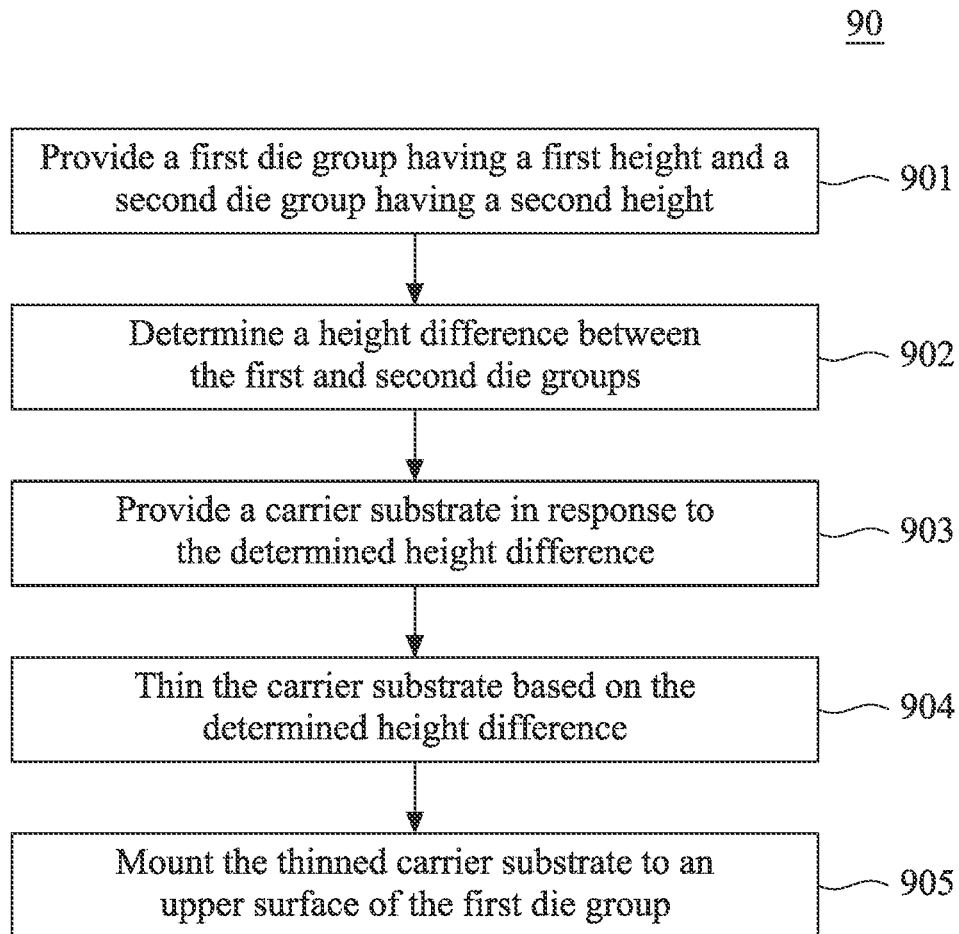 90
Provide a first die group having a first height and a
second die group having a second height
901
Determine a height difference between
the first and second die groups
902
Provide a carrier substrate in response to
the determined height difference
903
Thin the carrier substrate based on the
determined height difference
904
Mount the thinned carrier substrate to an
upper surface of the first die group
905